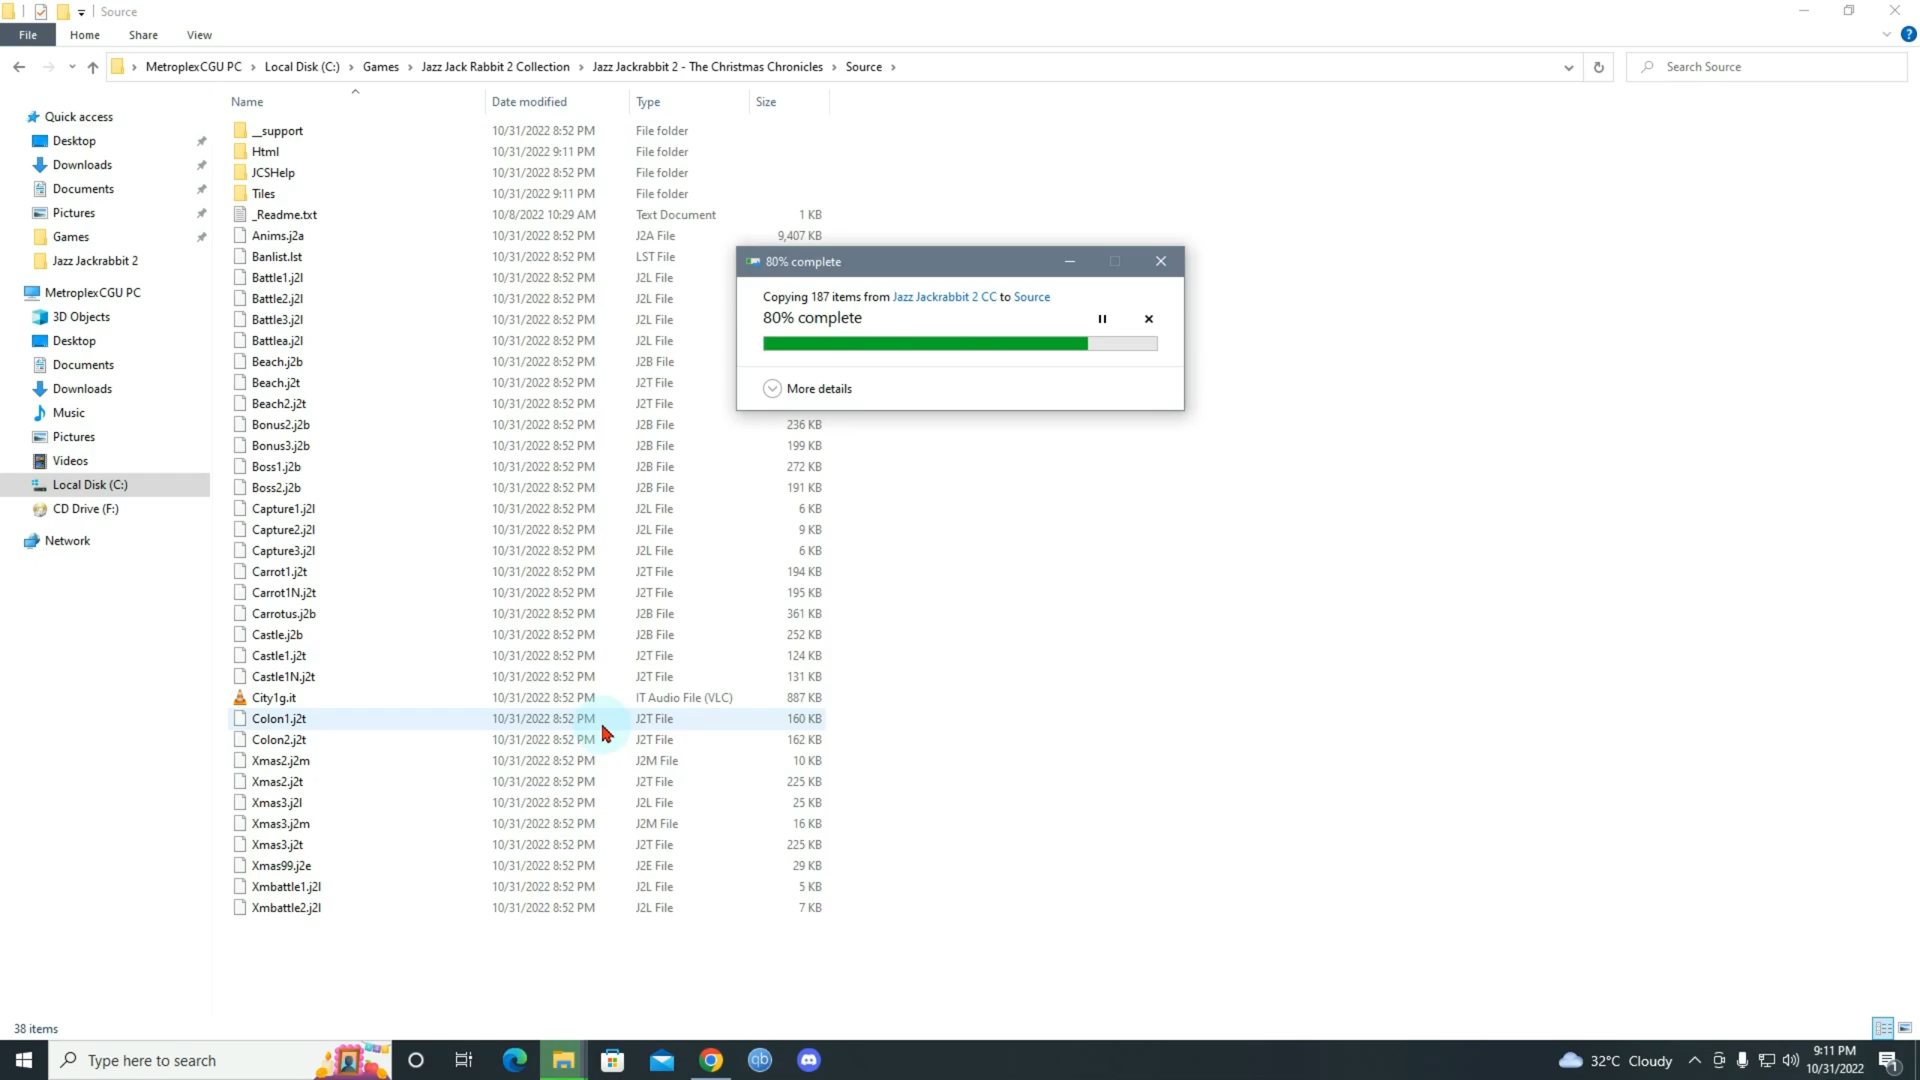 Source
File Home Share View
MetroplexCGU PC Local Disk (C:) Games Jazz Jack Rabbit 2 Collection Jazz Jackrabbit 2 - The Christmas Chronicles Source
Search Source
Name Date modified Type Size
Quick access
Desktop
Downloads
Documents
Pictures
Games
Jazz Jackrabbit 2
MetroplexCGU PC
3D Objects
Desktop
Documents
Downloads
Music
Pictures
Videos
Local Disk (C:)
CD Drive (F:)
Network
__support 10/31/2022 8:52 PM File folder
Html 10/31/2022 9:11 PM File folder
JCSHelp 10/31/2022 8:52 PM File folder
Tiles 10/31/2022 9:11 PM File folder
_Readme.txt 10/8/2022 10:29 AM Text Document 1 KB
Anims.j2a 10/31/2022 8:52 PM J2A File 9,407 KB
Banlist.lst 10/31/2022 8:52 PM LST File
Battle1.j2l 10/31/2022 8:52 PM J2L File
Battle2.j2l 10/31/2022 8:52 PM J2L File
Battle3.j2l 10/31/2022 8:52 PM J2L File
Battlea.j2l 10/31/2022 8:52 PM J2L File
Beach.j2b 10/31/2022 8:52 PM J2B File
Beach.j2t 10/31/2022 8:52 PM J2T File
Beach2.j2t 10/31/2022 8:52 PM J2T File
Bonus2.j2b 10/31/2022 8:52 PM J2B File 236 KB
Bonus3.j2b 10/31/2022 8:52 PM J2B File 199 KB
Boss1.j2b 10/31/2022 8:52 PM J2B File 272 KB
Boss2.j2b 10/31/2022 8:52 PM J2B File 191 KB
Capture1.j2l 10/31/2022 8:52 PM J2L File 6 KB
Capture2.j2l 10/31/2022 8:52 PM J2L File 9 KB
Capture3.j2l 10/31/2022 8:52 PM J2L File 6 KB
Carrot1.j2t 10/31/2022 8:52 PM J2T File 194 KB
Carrot1N.j2t 10/31/2022 8:52 PM J2T File 195 KB
Carrotus.j2b 10/31/2022 8:52 PM J2B File 361 KB
Castle.j2b 10/31/2022 8:52 PM J2B File 252 KB
Castle1.j2t 10/31/2022 8:52 PM J2T File 124 KB
Castle1N.j2t 10/31/2022 8:52 PM J2T File 131 KB
City1g.it 10/31/2022 8:52 PM IT Audio File (VLC) 887 KB
Colon1.j2t 10/31/2022 8:52 PM J2T File 160 KB
Colon2.j2t 10/31/2022 8:52 PM J2T File 162 KB
Xmas2.j2m 10/31/2022 8:52 PM J2M File 10 KB
Xmas2.j2t 10/31/2022 8:52 PM J2T File 225 KB
Xmas3.j2l 10/31/2022 8:52 PM J2L File 25 KB
Xmas3.j2m 10/31/2022 8:52 PM J2M File 16 KB
Xmas3.j2t 10/31/2022 8:52 PM J2T File 225 KB
Xmas99.j2e 10/31/2022 8:52 PM J2E File 29 KB
Xmbattle1.j2l 10/31/2022 8:52 PM J2L File 5 KB
Xmbattle2.j2l 10/31/2022 8:52 PM J2L File 7 KB
80% complete
Copying 187 items from Jazz Jackrabbit 2 CC to Source
80% complete
More details
38 items
Type here to search
qb
32°C Cloudy
9:11 PM
10/31/2022
1